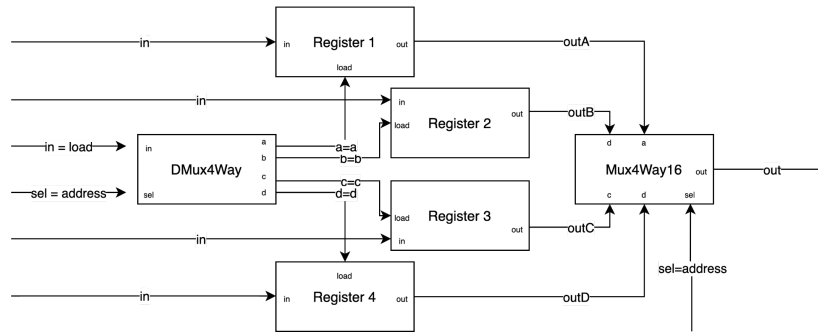 in
in
Register 1
out
load
outA
in
in
Register 2
out
load
outB
in = load
in
DMux4Way
a
b
c
d
sel
sel = address
a=a
b=b
c=c
d=d
load
Register 3
in
out
in
outC
d
a
Mux4Way16
out
c
d
sel
out
sel=address
load
in
in
Register 4
out
outD